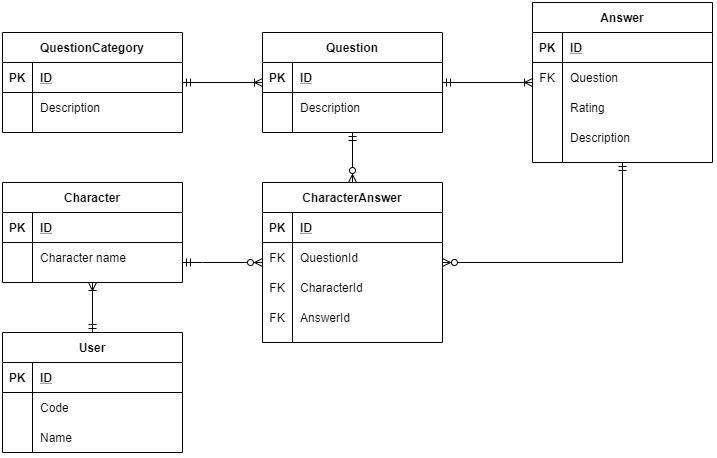 QuestionCategory
PK ID
Description
Question
PK ID
Description
Answer
PK ID
FK Question
Rating
Description
Character
PK ID
Character name
CharacterAnswer
PK ID
FK QuestionId
FK CharacterId
FK AnswerId
User
PK ID
Code
Name